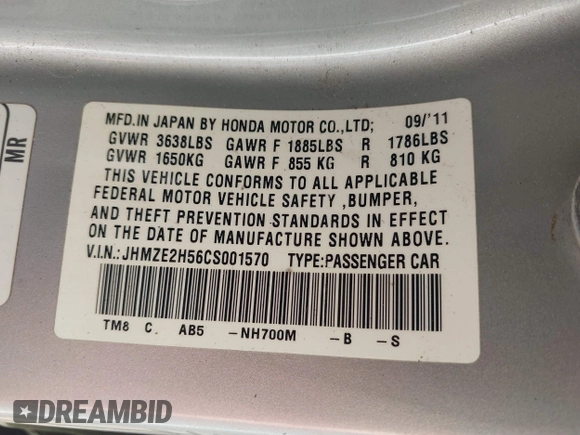 MFD.IN JAPAN BY HONDA MOTOR CO.,LTD; 09/'11
GVWR 3638LBS GAWR F 1885LBS R 1786LBS
GVWR 1650KG GAWR F 855 KG R 810 KG
THIS VEHICLE CONFORMS TO ALL APPLICABLE
FEDERAL MOTOR VEHICLE SAFETY ,BUMPER,
AND THEFT PREVENTION STANDARDS IN EFFECT
ON THE DATE OF MANUFACTURE SHOWN ABOVE.
V.I.N.: JHMZE2H56CS001570 TYPE:PASSENGER CAR
TM8 C. AB5 -NH700M -B -S
MR
DREAMBID